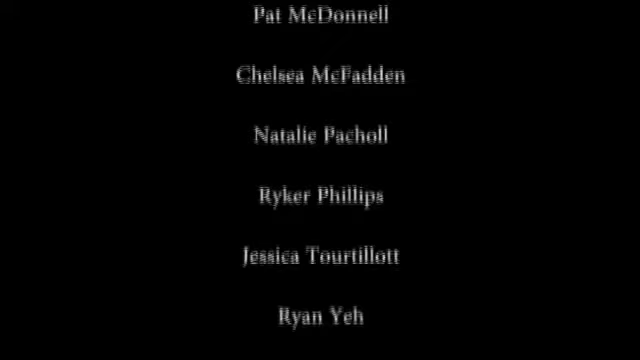 Pat McDonnell
Chelsea McFadden
Natalie Pacholl
Ryker Phillips
Jessica Tourtillott
Ryan Yeh